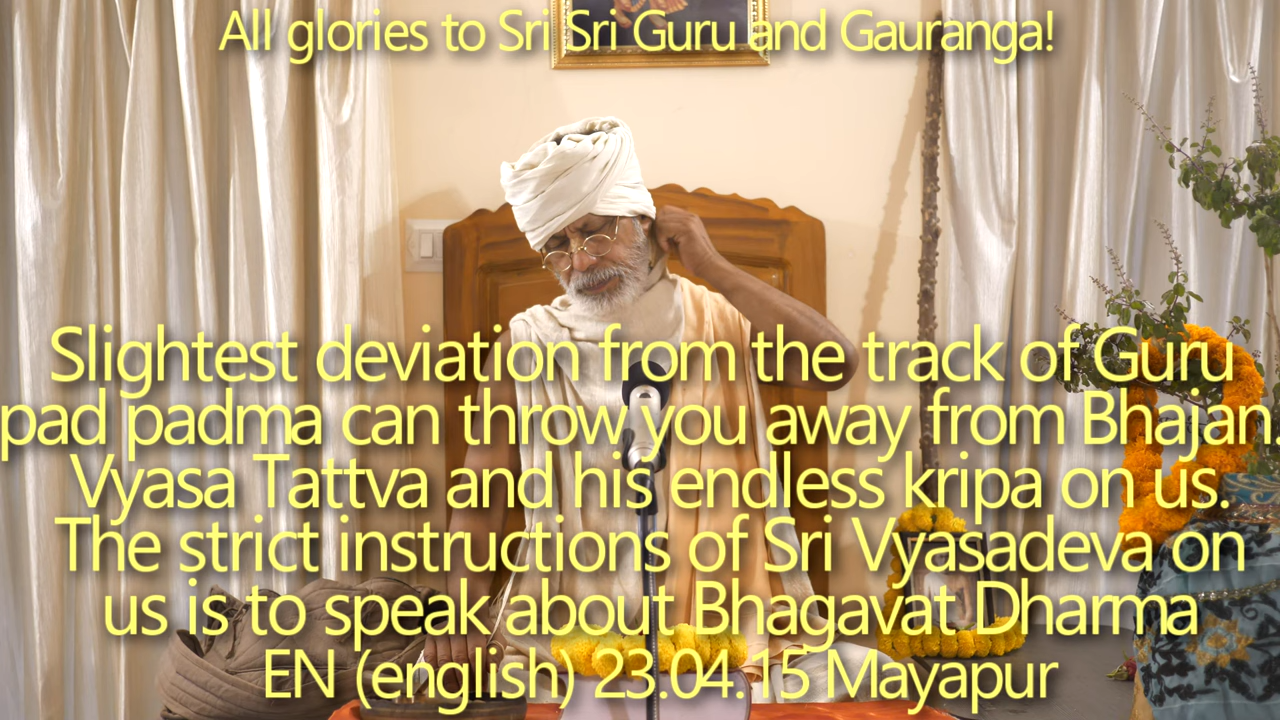 All glories to Sri Sri Guru and Gauranga!
Slightest deviation from the track of Guru
pad padma can throw you away from Bhajan.
Vyasa Tattva and his endless kripa on us.
The strict instructions of Sri Vyasadeva on
us is to speak about Bhagavat Dharma
EN (english) 23.04.15 Mayapur